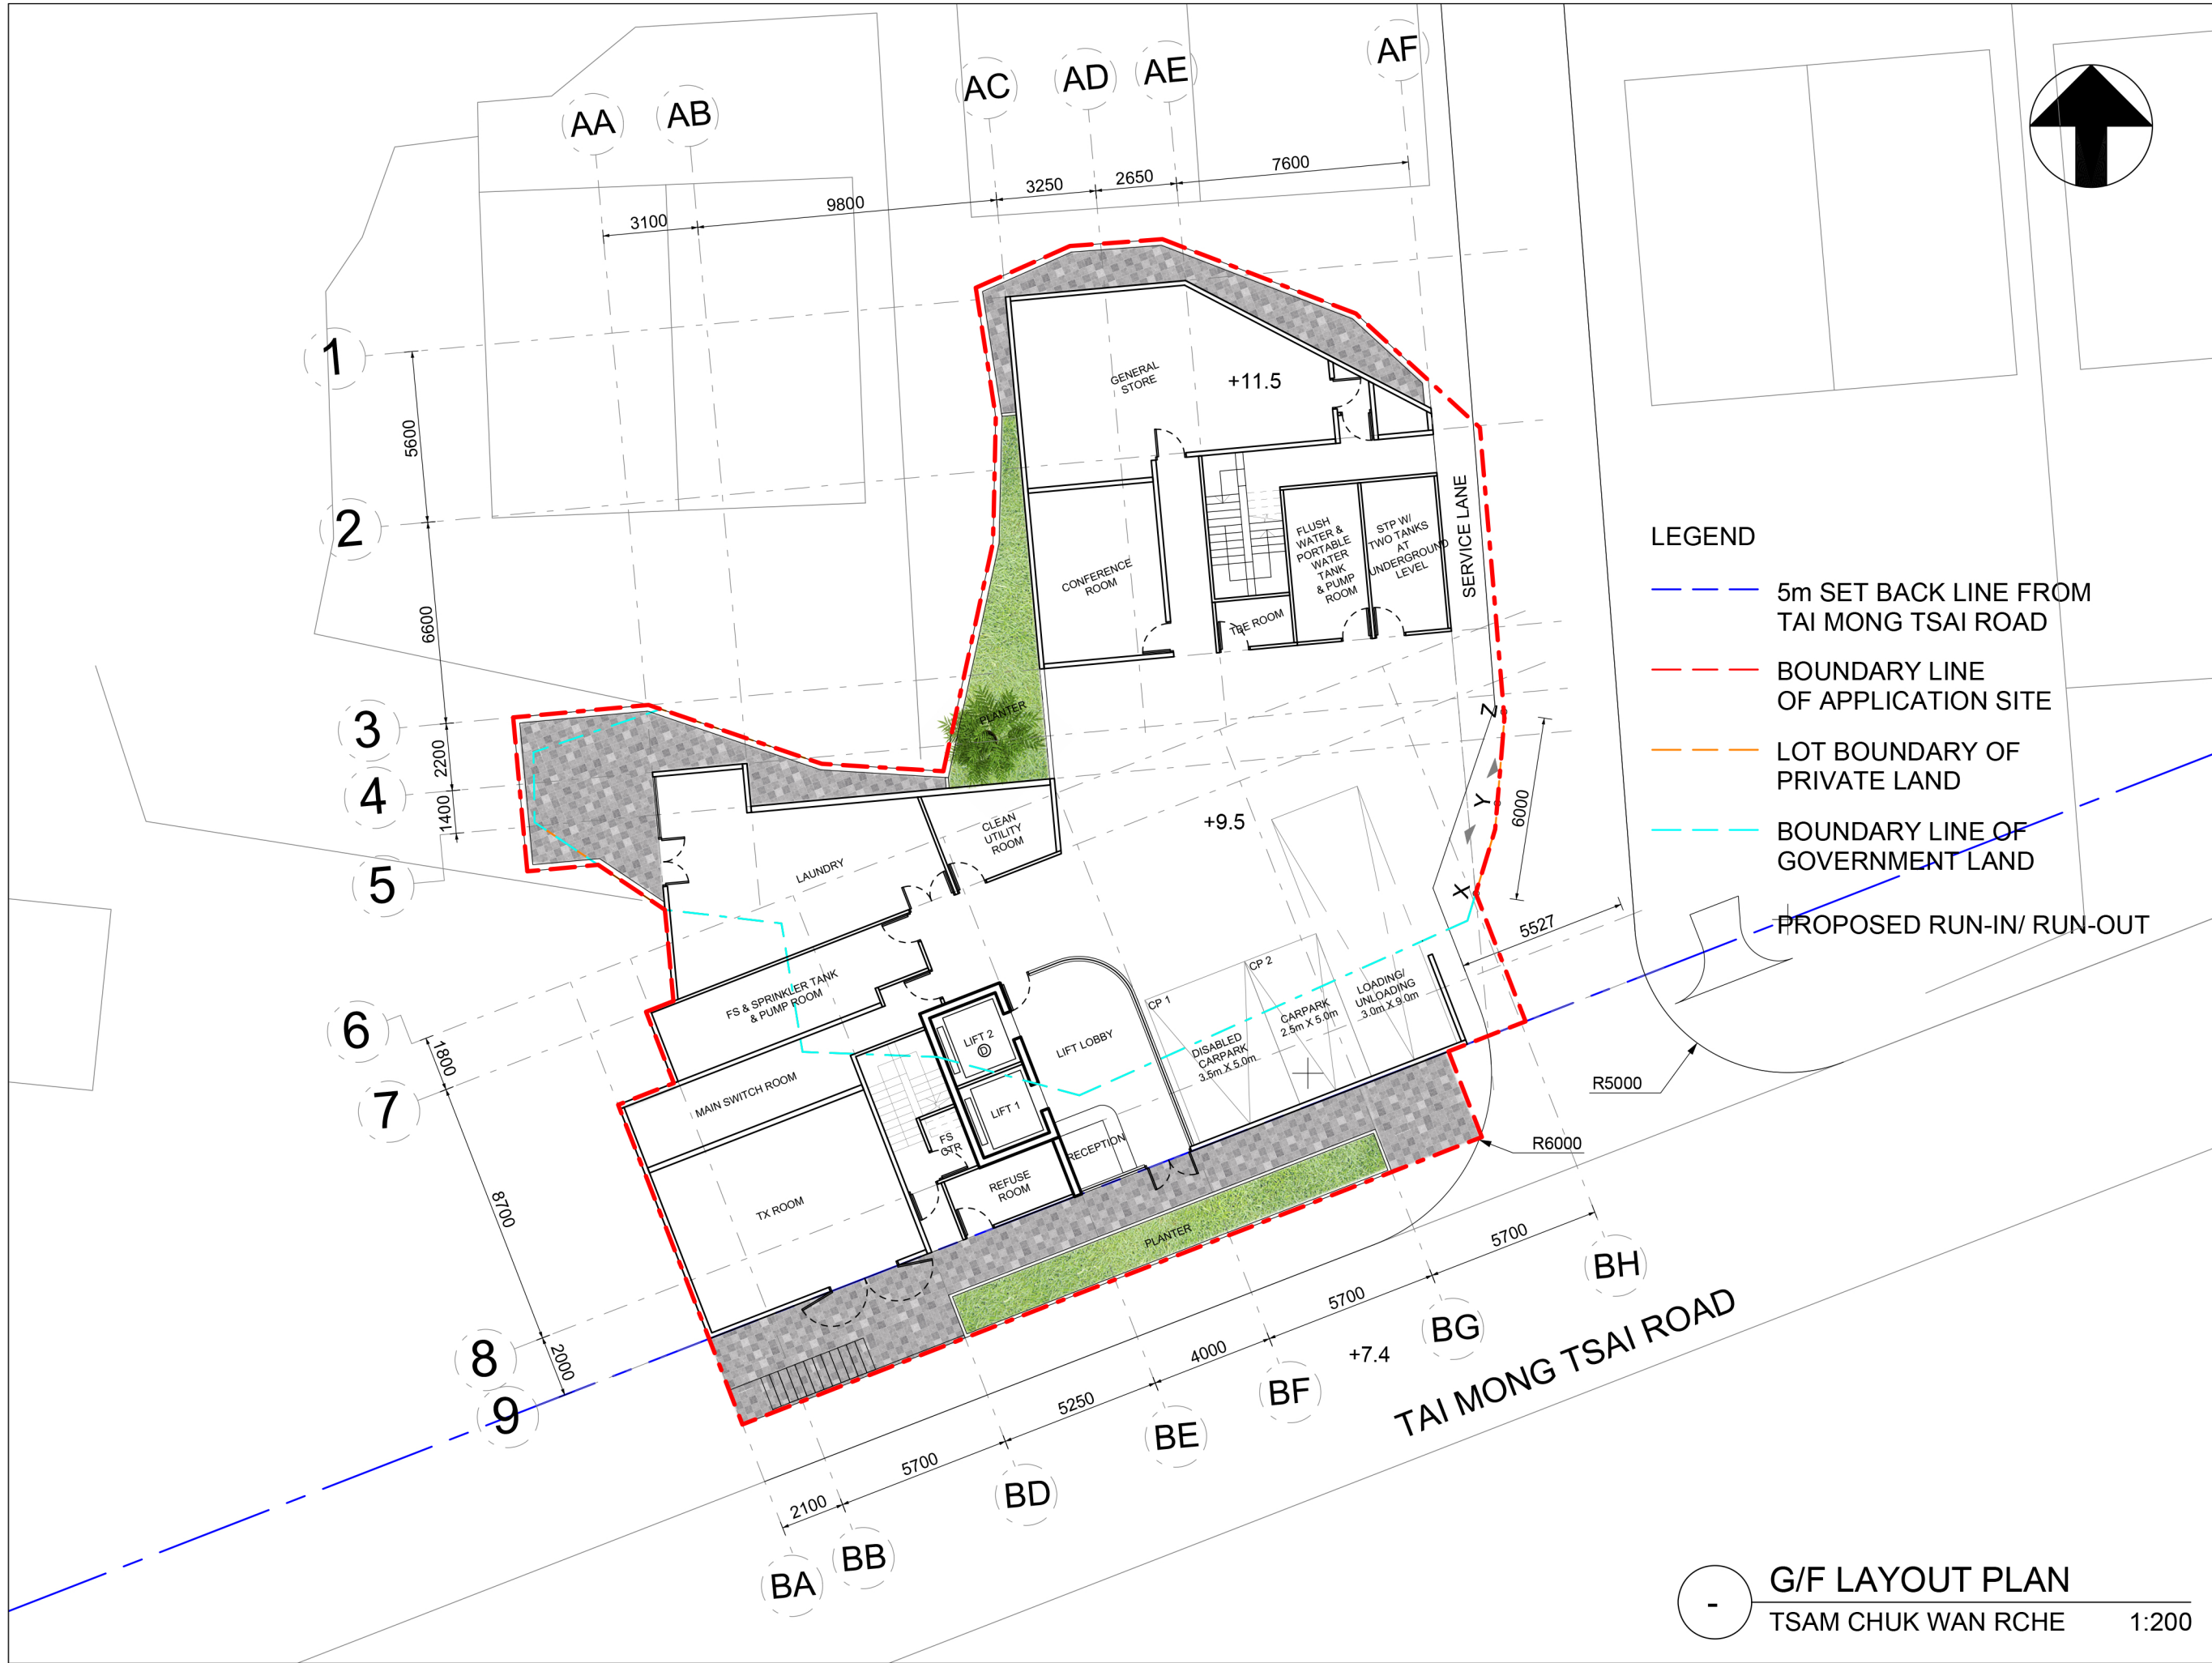 AA
AB
AC
AD
AE
AF
3100
9800
3250
2650
7600
1
2
3
4
5
6
7
8
9
5600
6600
2200
1400
1800
8700
2000
GENERAL
STORE
+11.5
CONFERENCE
ROOM
FLUSH
WATER &
PORTABLE
WATER
TANK
& PUMP
ROOM
STP W/
TWO TANKS
AT
UNDERGROUND
LEVEL
TBE ROOM
SERVICE LANE
PLANTER
CLEAN
UTILITY
ROOM
LAUNDRY
+9.5
Z
Y
X
6000
5527
FS & SPRINKLER TANK
& PUMP ROOM
MAIN SWITCH ROOM
TX ROOM
LIFT 2
D
LIFT 1
LIFT LOBBY
FS
CTR
REFUSE
ROOM
RECEPTION
CP 1
CP 2
DISABLED
CARPARK
3.5m X 5.0m
CARPARK
2.5m X 5.0m
LOADING/
UNLOADING
3.0m X 9.0m
PLANTER
R5000
R6000
2100
5700
5250
4000
5700
5700
BA
BB
BD
BE
BF
BG
BH
+7.4
TAI MONG TSAI ROAD
LEGEND
5m SET BACK LINE FROM
TAI MONG TSAI ROAD
BOUNDARY LINE
OF APPLICATION SITE
LOT BOUNDARY OF
PRIVATE LAND
BOUNDARY LINE OF
GOVERNMENT LAND
PROPOSED RUN-IN/ RUN-OUT
-
G/F LAYOUT PLAN
TSAM CHUK WAN RCHE 1:200